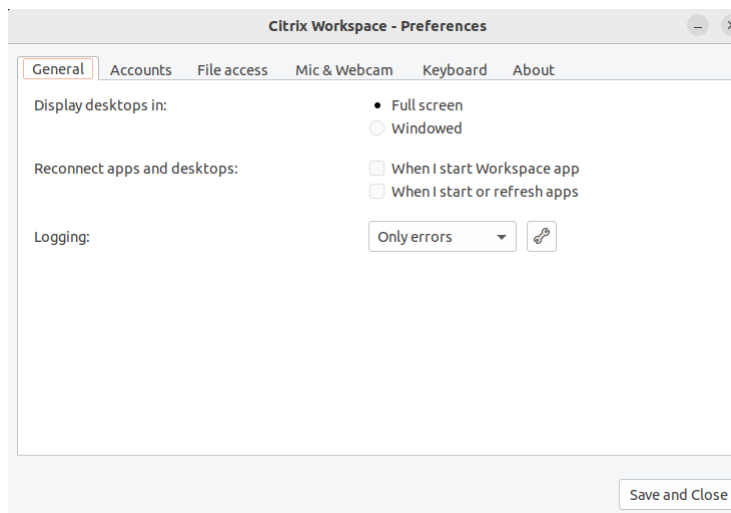 Citrix Workspace - Preferences
General Accounts File access Mic & Webcam Keyboard About
Display desktops in:
Full screen
Windowed
Reconnect apps and desktops:
When I start Workspace app
When I start or refresh apps
Logging:
Only errors
Save and Close